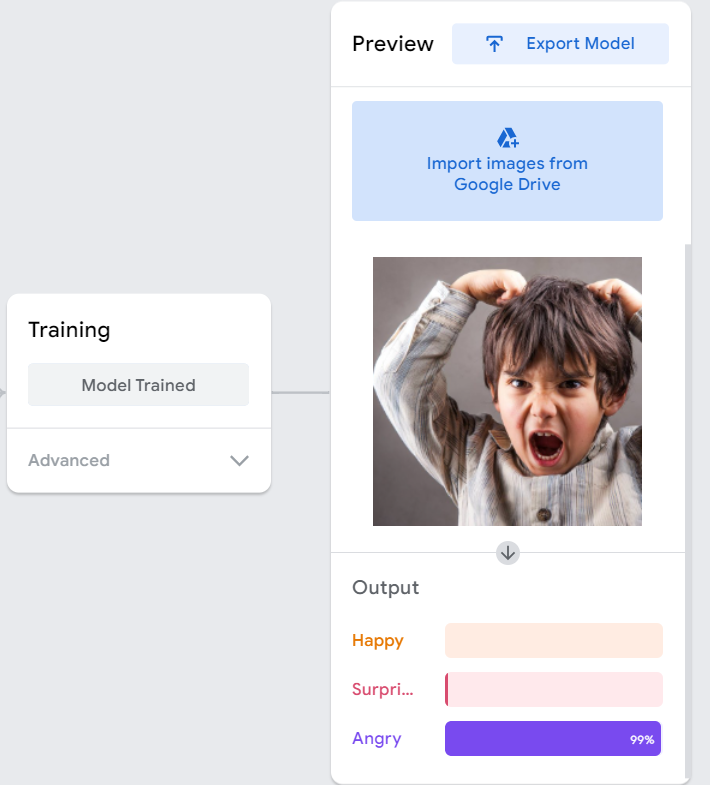 Preview
Export Model
Import images from
Google Drive
Training
Model Trained
Advanced
Output
Happy
Surpri...
Angry
99%